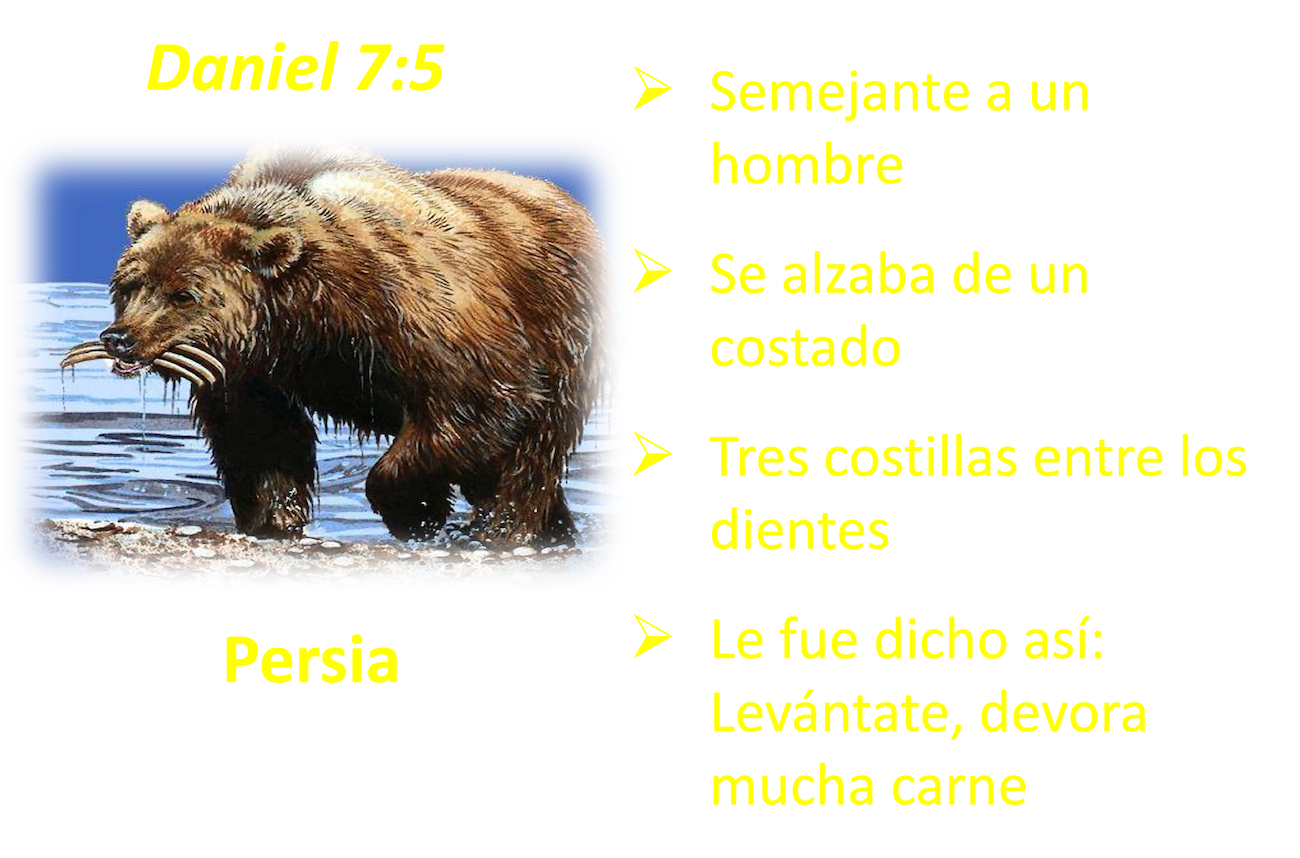 Daniel 7:5
Semejante a un
hombre
Se alzaba de un
costado
Tres costillas entre los
dientes
Le fue dicho así:
Levántate, devora
mucha carne
Persia